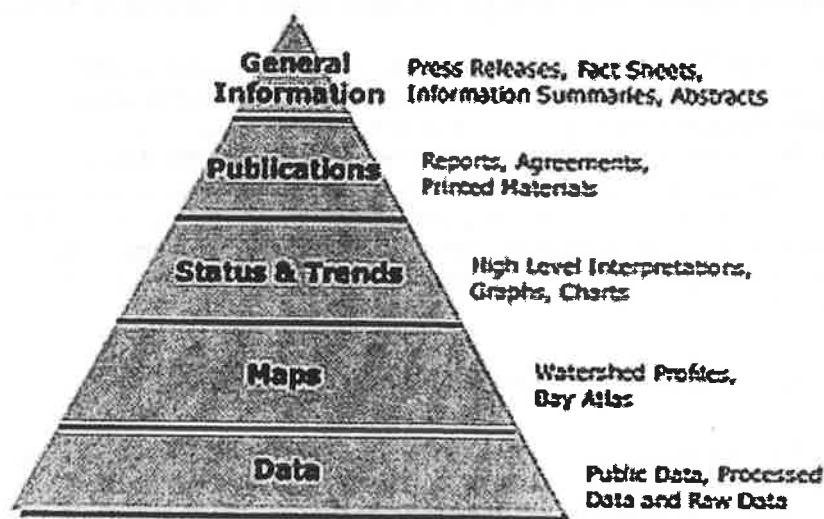 General
Information
Press Releases, Fact Sheets,
Information Summaries, Abstracts
Publications
Reports, Agreements,
Printed Materials
Status & Trends
High Level Interpretations,
Graphs, Charts
Maps
Watershed Profiles,
Bay Atlas
Data
Public Data, Processed
Data and Raw Data